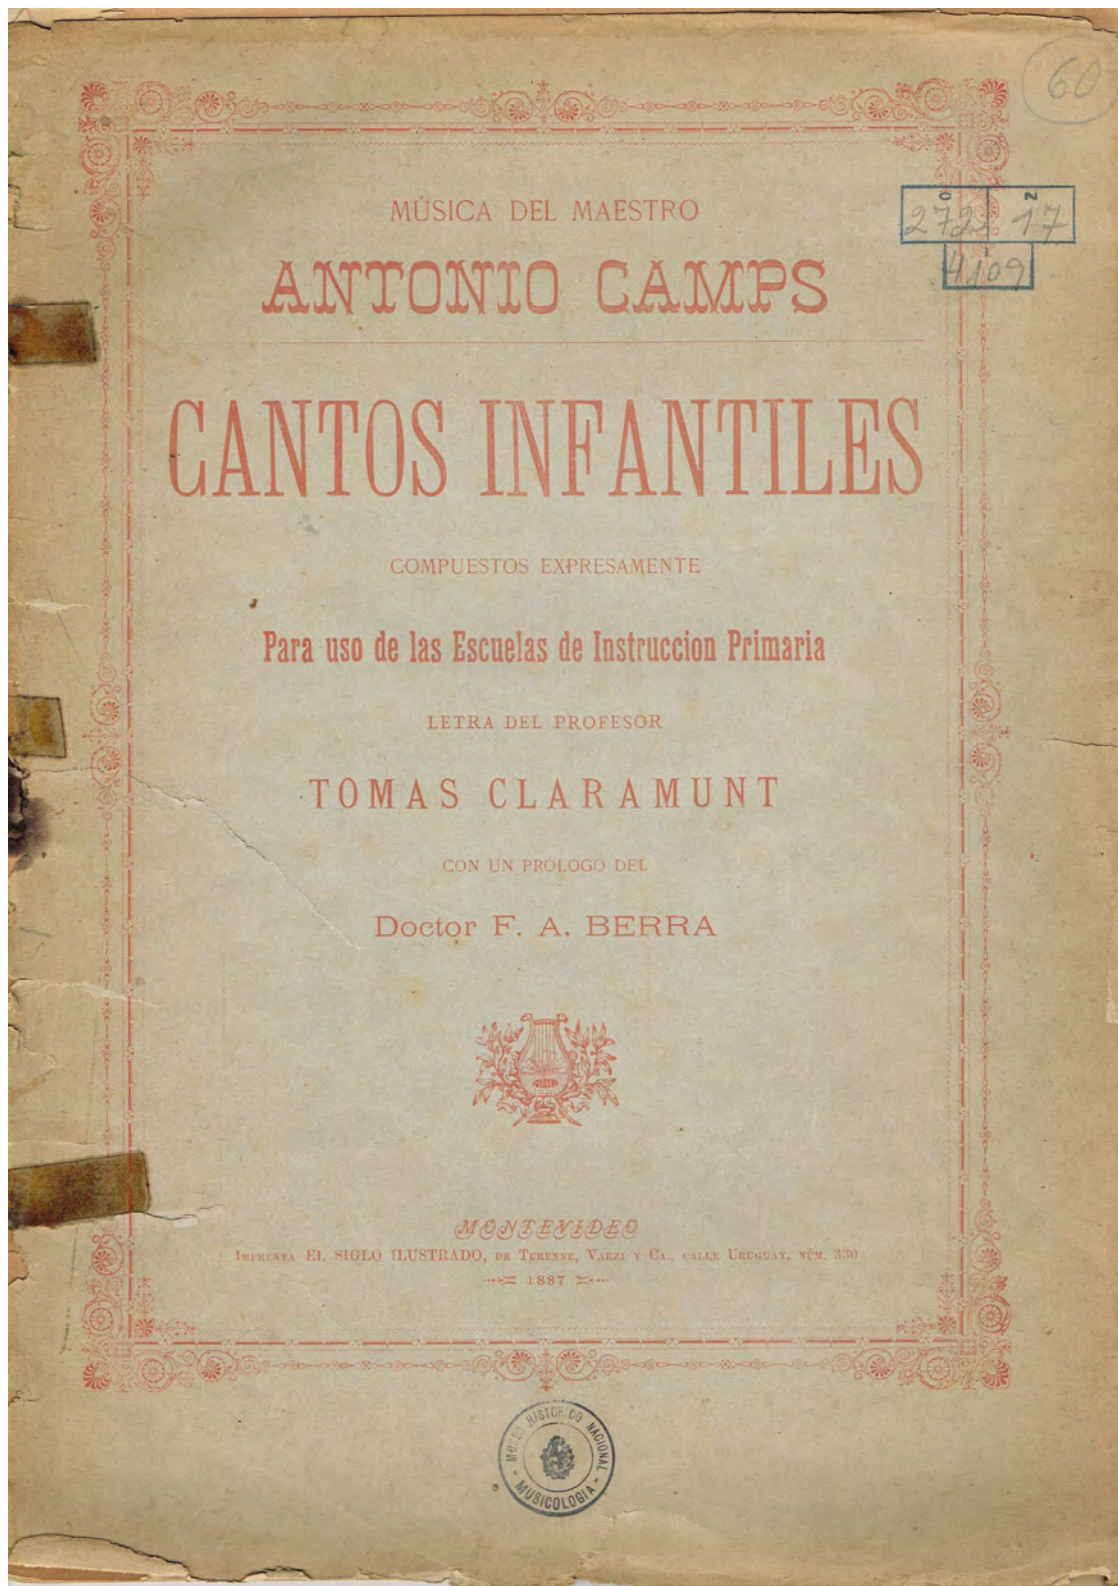 60
MÚSICA DEL MAESTRO
O N
272 17
4109
ANTONIO CAMPS
CANTOS INFANTILES
COMPUESTOS EXPRESAMENTE
Para uso de las Escuelas de Instruccion Primaria
LETRA DEL PROFESOR
TOMAS CLARAMUNT
CON UN PRÓLOGO DEL
Doctor F. A. BERRA
MONTEVIDEO
IMPRENTA EL SIGLO ILUSTRADO, DE TURENNE, VARZI Y CA., CALLE URUGUAY, NÚM. 330
1887
MUSEO HISTORICO NACIONAL
- MUSICOLOGIA -